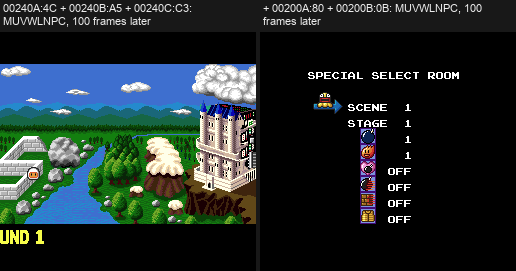 00240A:4C + 00240B:A5 + 00240C:C3:
MUVWLNPC, 100 frames later
UND 1
+ 00200A:80 + 00200B:0B: MUVWLNPC, 100
frames later
SPECIAL SELECT ROOM
SCENE 1
STAGE 1
1
1
OFF
OFF
OFF
OFF